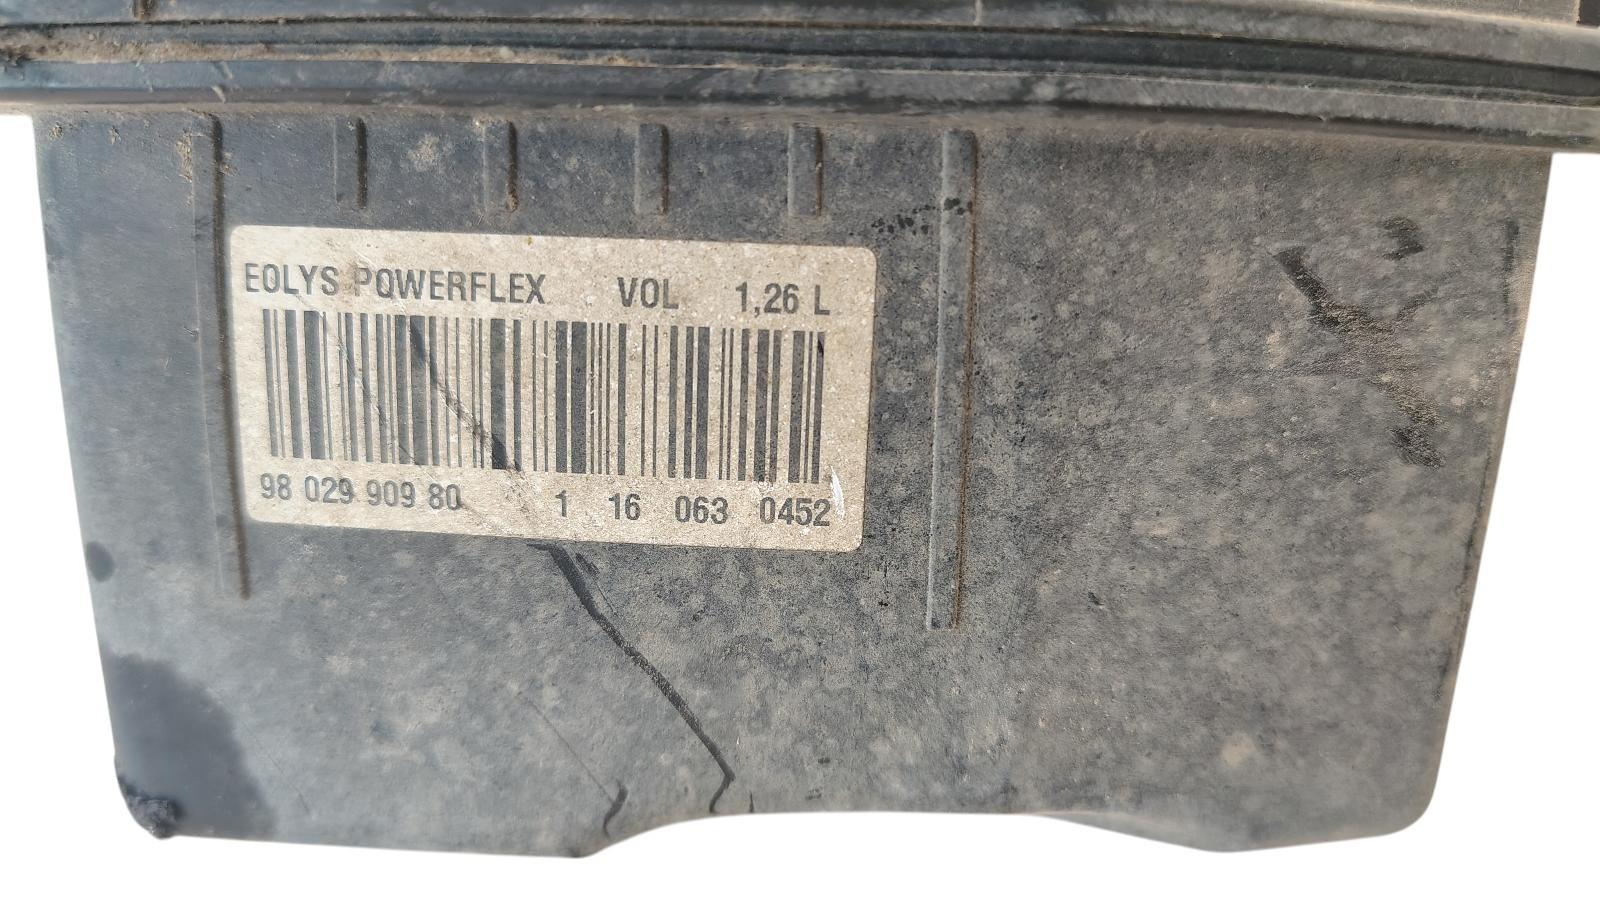 EOLYS POWERFLEX VOL 1,26 L
98 029 909 80 1 16 063 0452